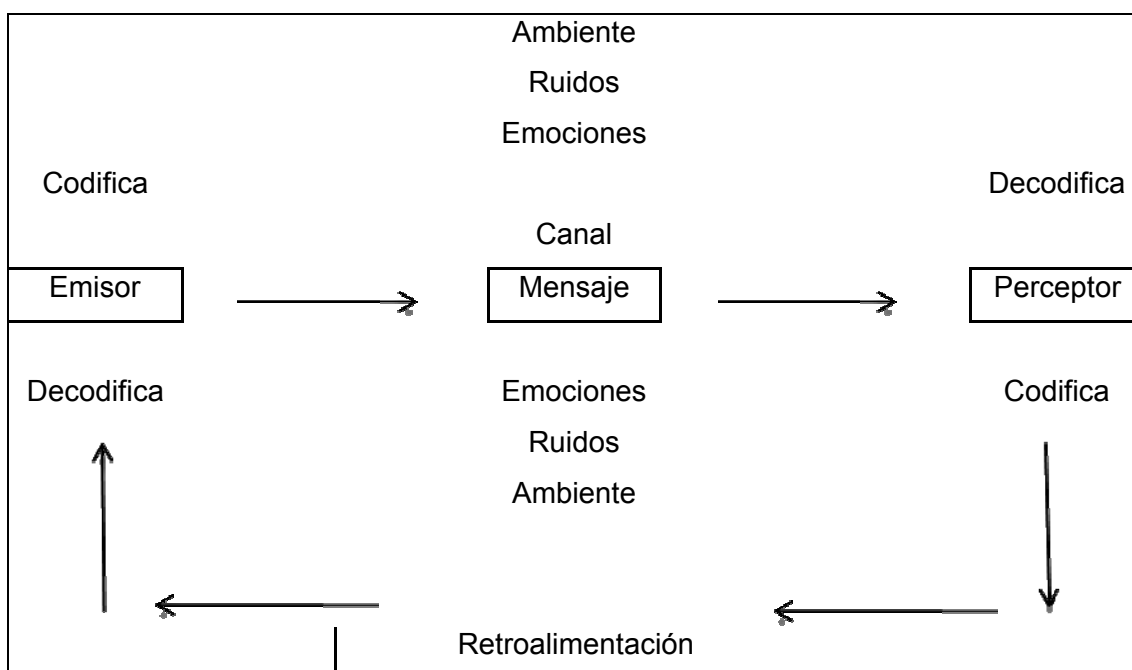 Ambiente
Ruidos
Emociones
Codifica Decodifica
Canal
Emisor Mensaje Perceptor
Decodifica Emociones Codifica
Ruidos
Ambiente
Retroalimentación